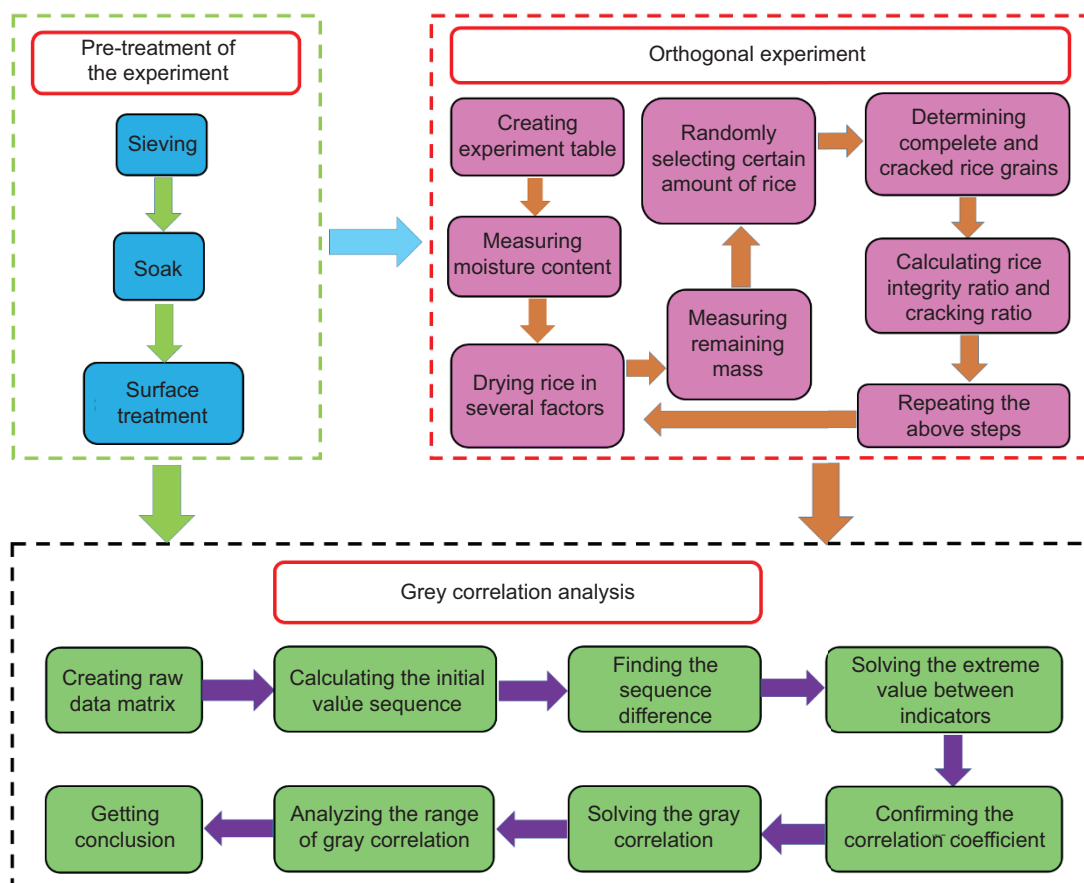 Pre-treatment of
the experiment
Sieving
Soak
Surface
treatment
Orthogonal experiment
Creating
experiment table
Measuring
moisture content
Drying rice in
several factors
Measuring
remaining
mass
Randomly
selecting certain
amount of rice
Determining
compelete and
cracked rice grains
Calculating rice
integrity ratio and
cracking ratio
Repeating the
above steps
Grey correlation analysis
Creating raw
data matrix
Calculating the initial
value sequence
Finding the
sequence
difference
Solving the extreme
value between
indicators
Confirming the
correlation coefficient
Solving the gray
correlation
Analyzing the range
of gray correlation
Getting
conclusion